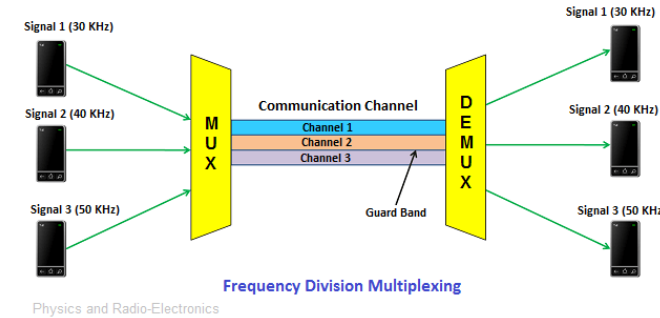 Signal 1 (30 KHz)
Signal 1 (30 KHz)
Signal 2 (40 KHz)
Signal 2 (40 KHz)
Signal 3 (50 KHz)
Signal 3 (50 KHz
MUX
Communication Channel
Channel 1
Channel 2
Channel 3
DEMUX
Guard Band
Frequency Division Multiplexing
Physics and Radio-Electronics